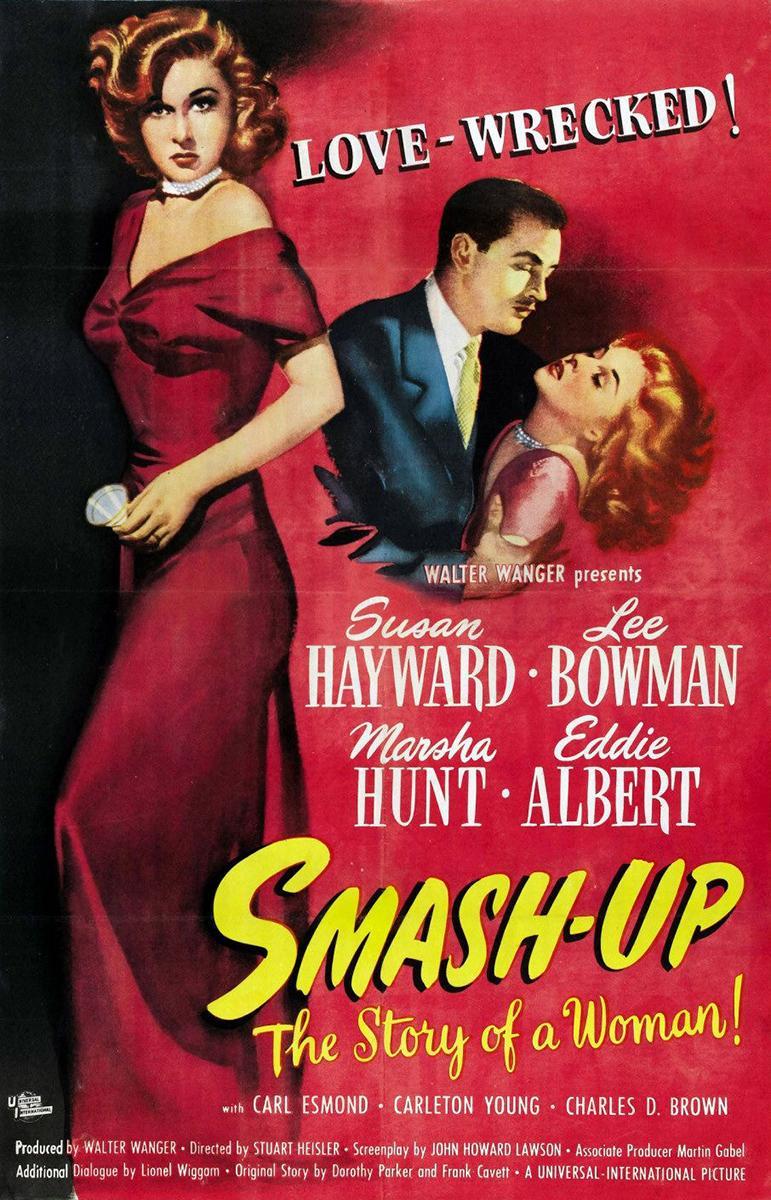 LOVE-WRECKED!
WALTER WANGER presents
Susan HAYWARD · Lee BOWMAN
Marsha HUNT · Eddie ALBERT
SMASH-UP
The Story of a Woman!
with CARL ESMOND · CARLETON YOUNG · CHARLES D. BROWN
UNIVERSAL INTERNATIONAL
Produced by WALTER WANGER · Directed by STUART HEISLER · Screenplay by JOHN HOWARD LAWSON · Associate Producer Martin Gabel
Additional Dialogue by Lionel Wiggam · Original Story by Dorothy Parker and Frank Cavett · A UNIVERSAL-INTERNATIONAL PICTURE